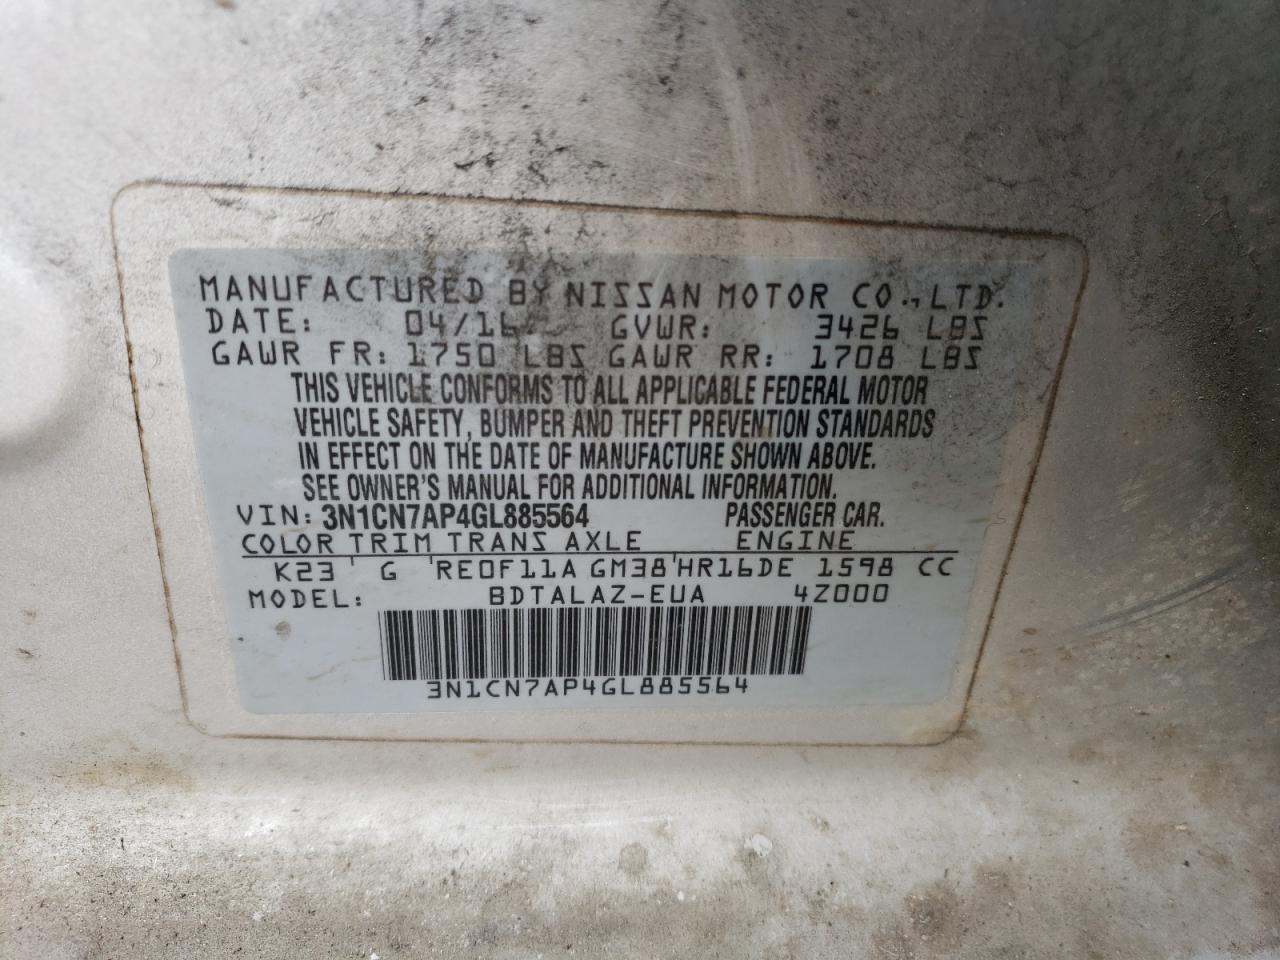 MANUFACTURED BY NISSAN MOTOR CO., LTD.
DATE: 04/16 GVWR: 3426 LBS
GAWR FR: 1750 LBS GAWR RR: 1708 LBS
THIS VEHICLE CONFORMS TO ALL APPLICABLE FEDERAL MOTOR
VEHICLE SAFETY, BUMPER AND THEFT PREVENTION STANDARDS
IN EFFECT ON THE DATE OF MANUFACTURE SHOWN ABOVE.
SEE OWNER'S MANUAL FOR ADDITIONAL INFORMATION.
VIN: 3N1CN7AP4GL885564 PASSENGER CAR.
COLOR TRIM TRANS AXLE ENGINE
K23 ' G 'RE0F11A GM38'HR16DE 1598 CC
MODEL: BDTALAZ-EUA 4Z000
3N1CN7AP4GL885564